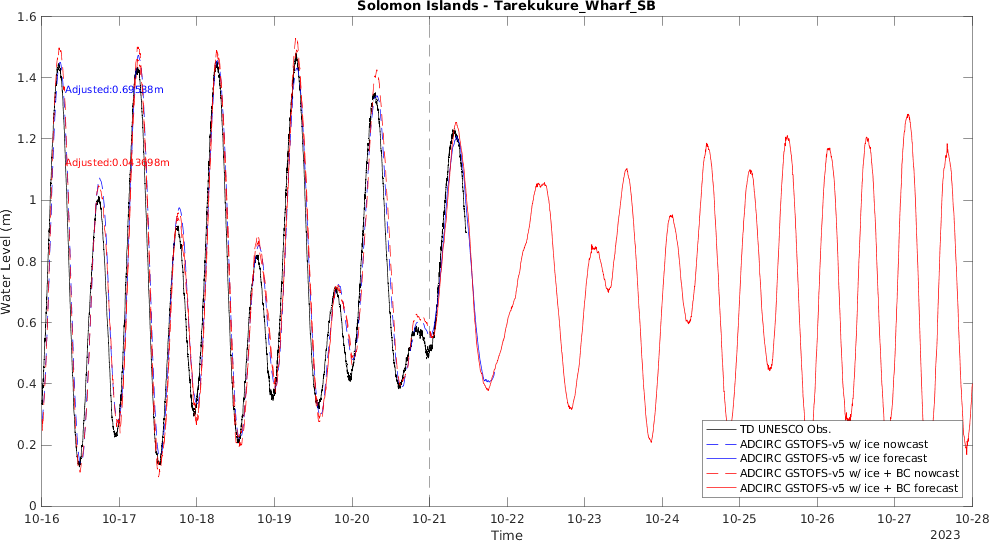 Solomon Islands - Tarekukure_Wharf_SB
1.6
1.4
1.2
1
0.8
0.6
0.4
0.2
0
Water Level (m)
Adjusted:0.69538m
Adjusted:0.043698m
TD UNESCO Obs.
ADCIRC GSTOFS-v5 w/ ice nowcast
ADCIRC GSTOFS-v5 w/ ice forecast
ADCIRC GSTOFS-v5 w/ ice + BC nowcast
ADCIRC GSTOFS-v5 w/ ice + BC forecast
10-16 10-17 10-18 10-19 10-20 10-21 10-22 10-23 10-24 10-25 10-26 10-27 10-28
Time
2023